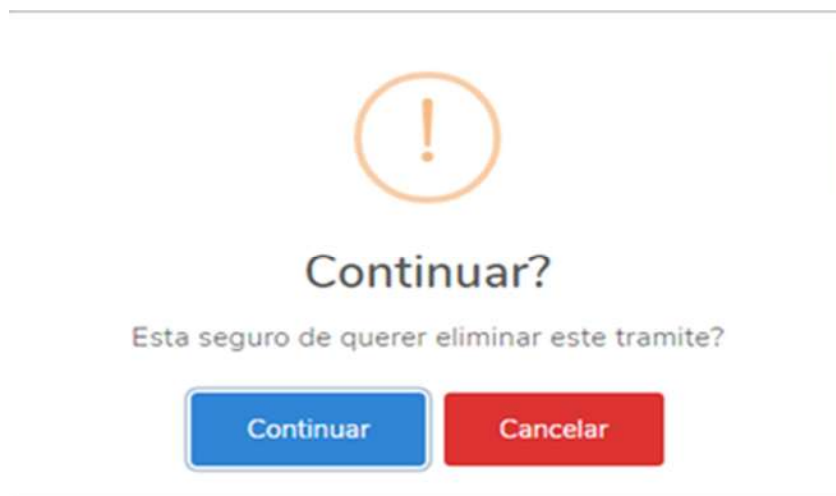 !
Continuar?
Esta seguro de querer eliminar este tramite?
Continuar
Cancelar